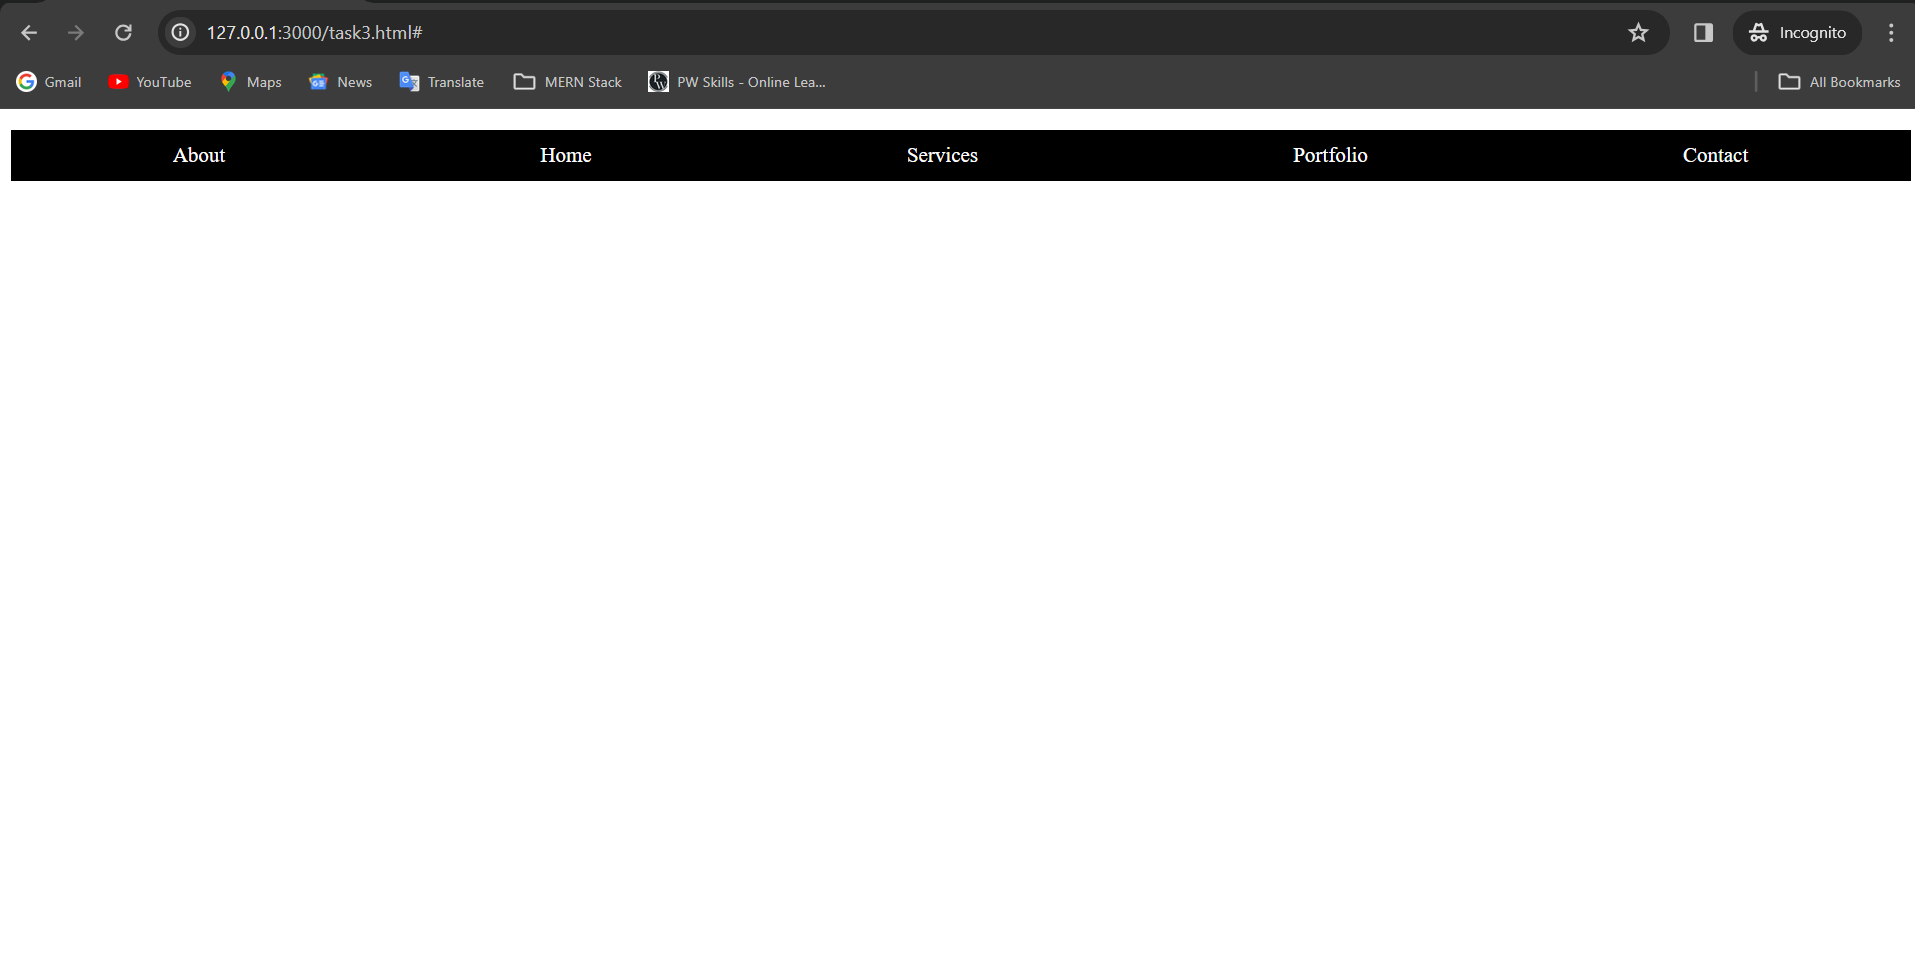 127.0.0.1:3000/task3.html#
Incognito
Gmail YouTube Maps News Translate MERN Stack PW Skills - Online Lea... All Bookmarks
About Home Services Portfolio Contact